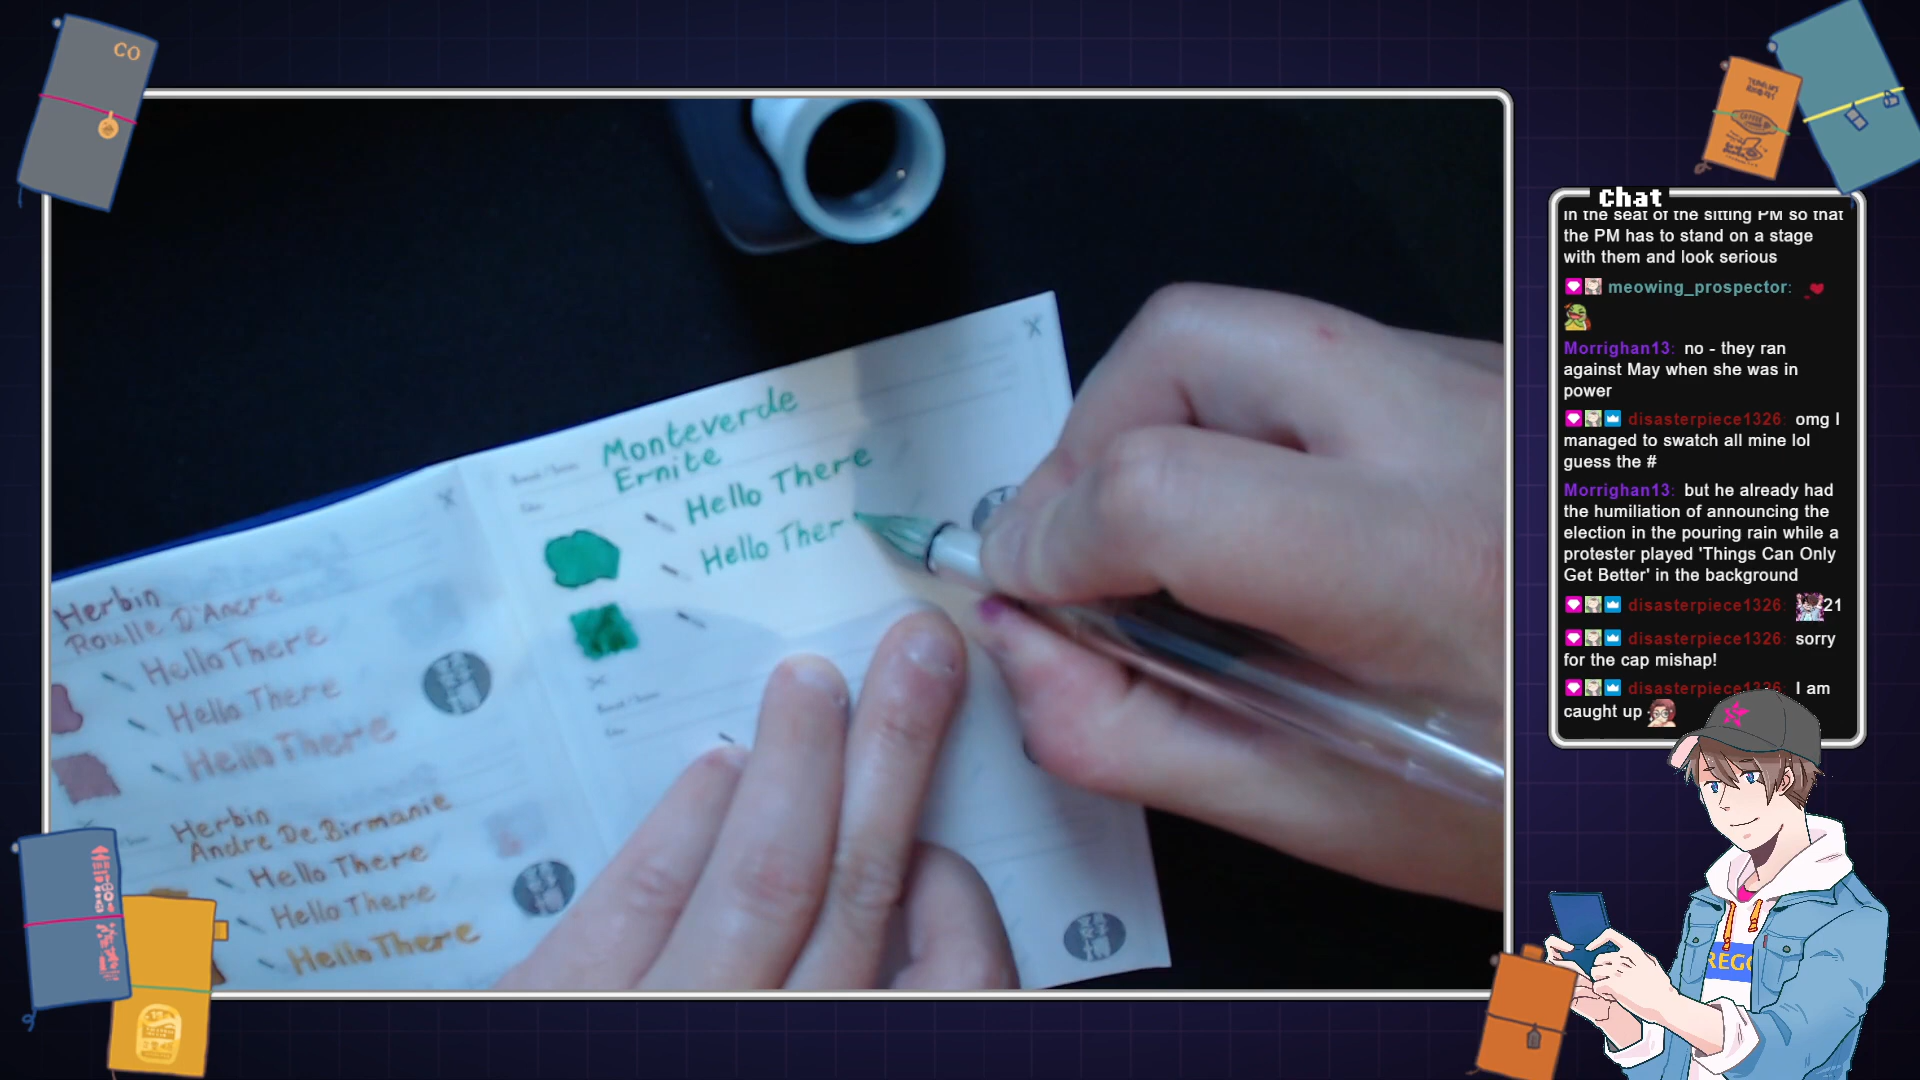 CO
Chat
in the seat of the sitting PM so that
the PM has to stand on a stage
with them and look serious
meowing_prospector:
Morrighan13: no - they ran
against May when she was in
power
disasterpiece1326: omg I
managed to swatch all mine lol
guess the #
Morrighan13: but he already had
the humiliation of announcing the
election in the pouring rain while a
protester played 'Things Can Only
Get Better' in the background
disasterpiece1326: 21
disasterpiece1326: sorry
for the cap mishap!
disasterpiece1326: I am
caught up
Monteverde
Ernite
Hello There
Hello Ther
Herbin
Roulle D'Ancre
Hello There
Hello There
Hello There
Herbin
Andre De Birmanie
Hello There
Hello There
Hello There
REGO